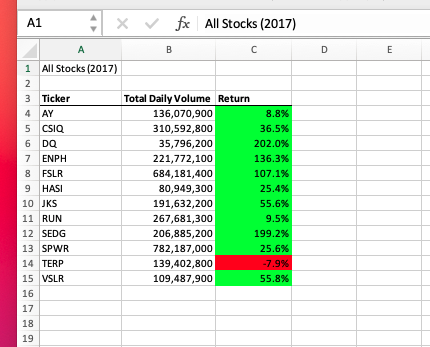 A1 fx All Stocks (2017)
A B C D E
1 All Stocks (2017)
2
3 Ticker Total Daily Volume Return
4 AY 136,070,900 8.8%
5 CSIQ 310,592,800 36.5%
6 DQ 35,796,200 202.0%
7 ENPH 221,772,100 136.3%
8 FSLR 684,181,400 107.1%
9 HASI 80,949,300 25.4%
10 JKS 191,632,200 55.6%
11 RUN 267,681,300 9.5%
12 SEDG 206,885,200 199.2%
13 SPWR 782,187,000 25.6%
14 TERP 139,402,800 -7.9%
15 VSLR 109,487,900 55.8%
16
17
18
19